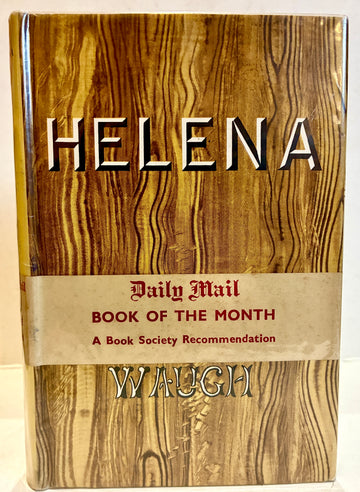 HELENA
Daily Mail
BOOK OF THE MONTH
A Book Society Recommendation
WAUGH